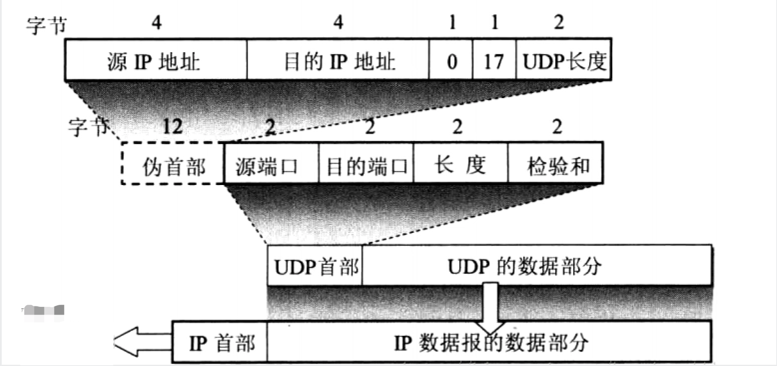 字节 4 4 1 1 2
源 IP 地址 目的 IP 地址 0 17 UDP长度
字节 12 2 2 2 2
伪首部 源端口 目的端口 长 度 检验和
UDP首部 UDP 的数据部分
IP 首部 IP 数据报的数据部分